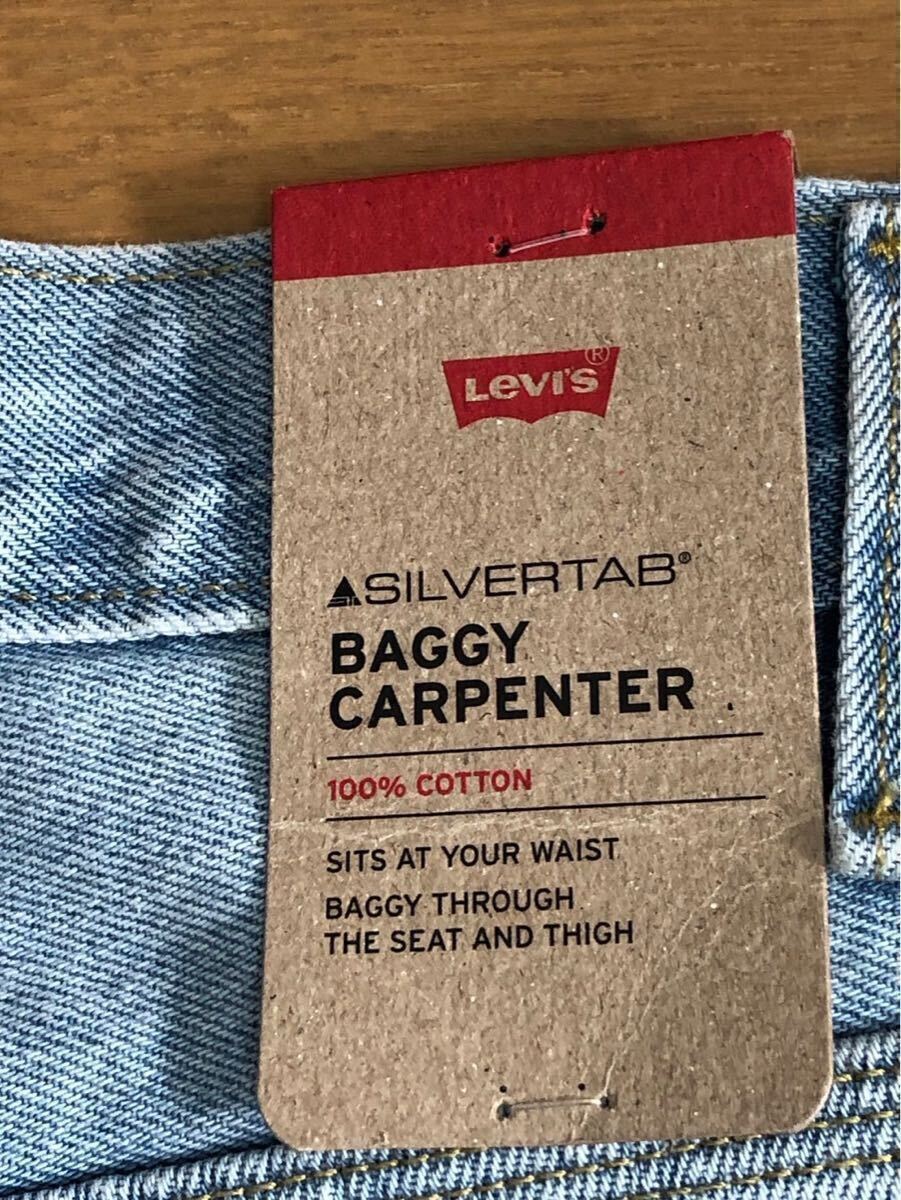 Levi's®
SILVERTAB®
BAGGY
CARPENTER
100% COTTON
SITS AT YOUR WAIST
BAGGY THROUGH
THE SEAT AND THIGH